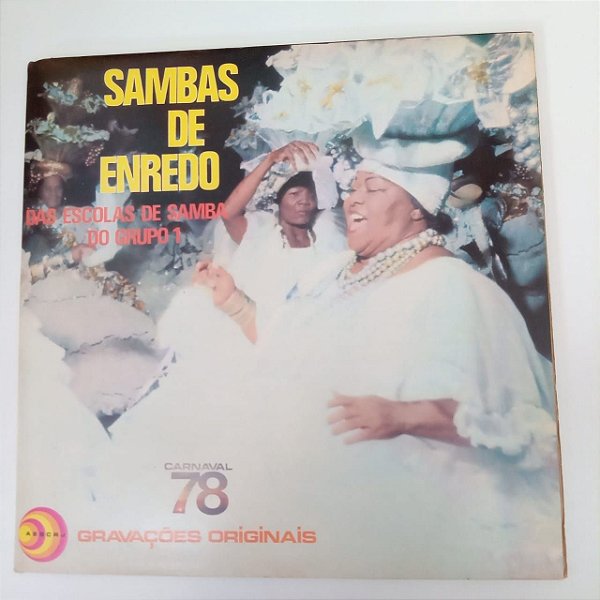 SAMBAS
DE
ENREDO
DAS ESCOLAS DE SAMBA
DO GRUPO 1
CARNAVAL
78
GRAVAÇÕES ORIGINAIS